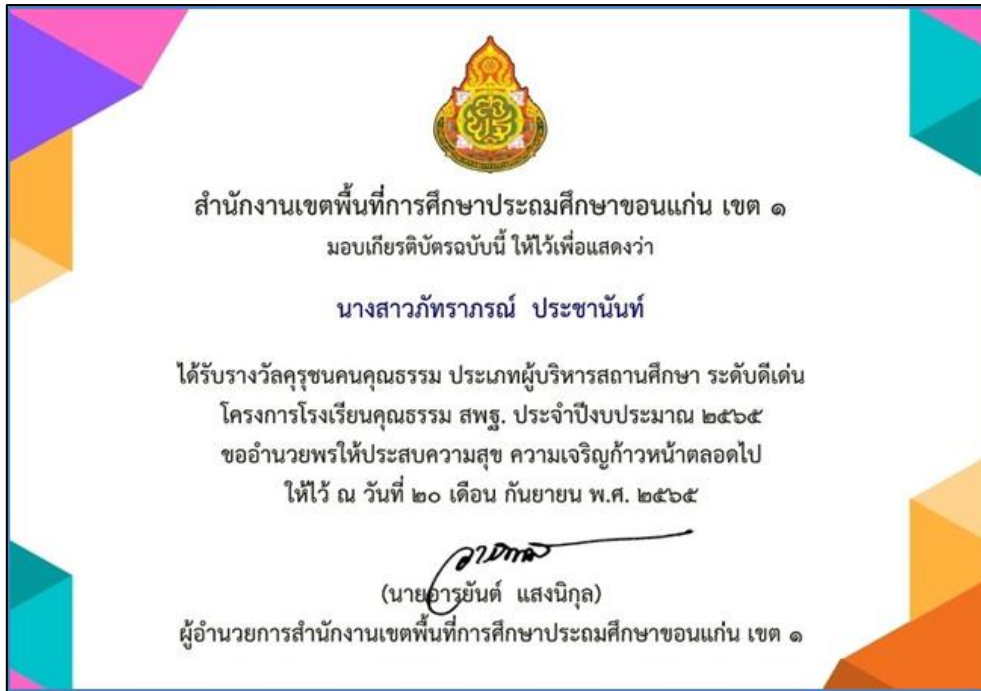 สำนักงานเขตพื้นที่การศึกษาประถมศึกษาขอนแก่น เขต ๑
มอบเกียรติบัตรฉบับนี้ ให้ไว้เพื่อแสดงว่า
นางสาวภัทราภรณ์ ประชานันท์
ได้รับรางวัลคุรุชนคนคุณธรรม ประเภทผู้บริหารสถานศึกษา ระดับดีเด่น
โครงการโรงเรียนคุณธรรม สพฐ. ประจำปีงบประมาณ ๒๕๖๕
ขออำนวยพรให้ประสบความสุข ความเจริญก้าวหน้าตลอดไป
ให้ไว้ ณ วันที่ ๒๐ เดือน กันยายน พ.ศ. ๒๕๖๕
(นายอารยันต์ แสงนิกุล)
ผู้อำนวยการสำนักงานเขตพื้นที่การศึกษาประถมศึกษาขอนแก่น เขต ๑